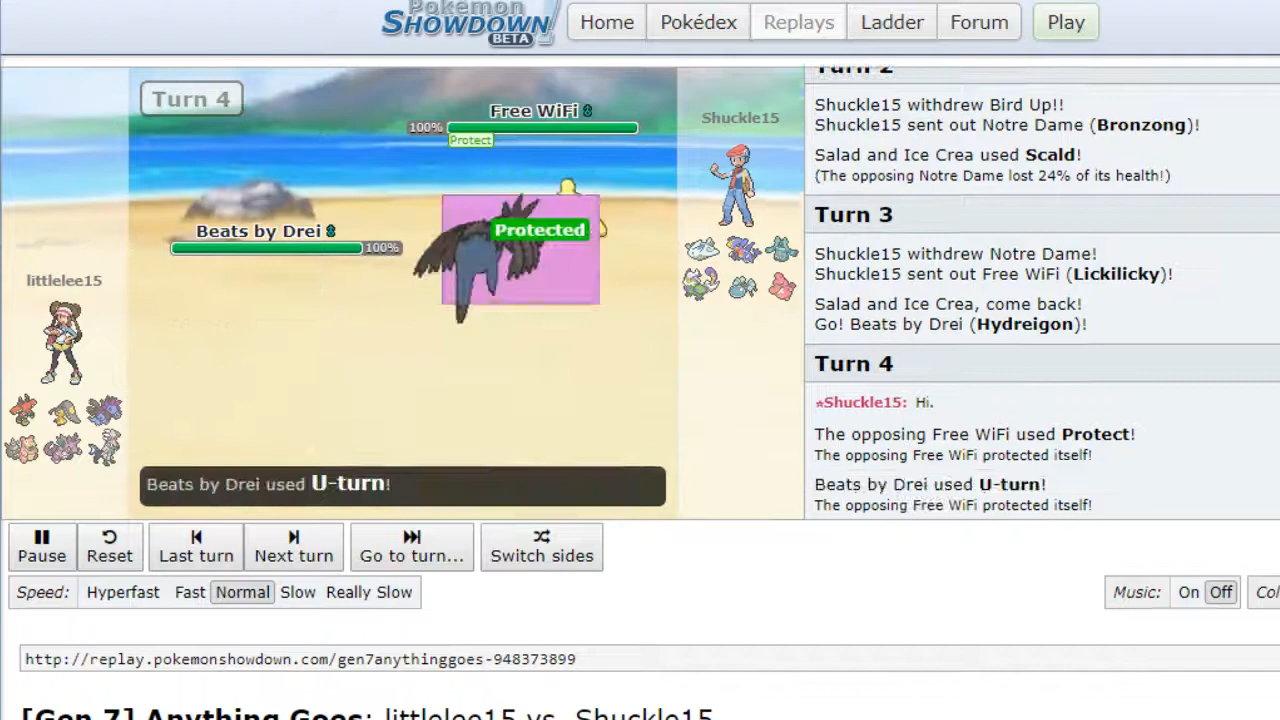 Pokémon
SHOWDOWN
BETA
Home
Pokédex
Replays
Ladder
Forum
Play
Turn 4
Free WiFi
100%
Protect
Protected
Beats by Drei
100%
littlelee15
Shuckle15
Beats by Drei used U-turn!
Turn 2
Shuckle15 withdrew Bird Up!!
Shuckle15 sent out Notre Dame (Bronzong)!
Salad and Ice Crea used Scald!
(The opposing Notre Dame lost 24% of its health!)
Turn 3
Shuckle15 withdrew Notre Dame!
Shuckle15 sent out Free WiFi (Lickilicky)!
Salad and Ice Crea, come back!
Go! Beats by Drei (Hydreigon)!
Turn 4
☆Shuckle15: Hi.
The opposing Free WiFi used Protect!
The opposing Free WiFi protected itself!
Beats by Drei used U-turn!
The opposing Free WiFi protected itself!
Pause
Reset
Last turn
Next turn
Go to turn...
Switch sides
Speed: Hyperfast Fast Normal Slow Really Slow
Music: On Off
Col
http://replay.pokemonshowdown.com/gen7anythinggoes-948373899
[Gen 7] Anything Goes: littlelee15 vs. Shuckle15